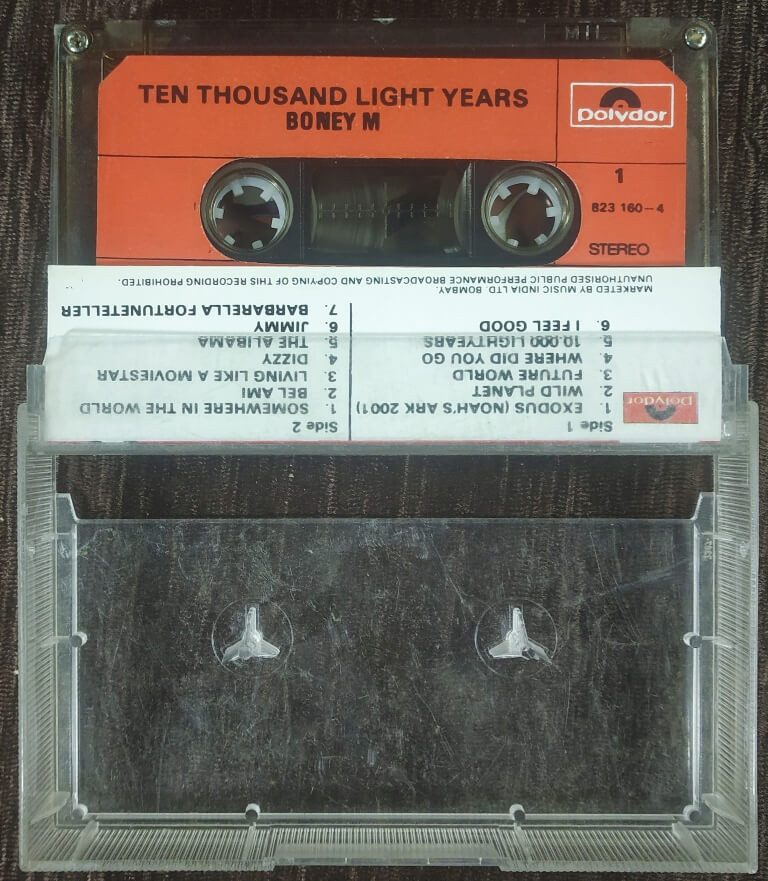 TEN THOUSAND LIGHT YEARS
BONEY M
polydor
1
823 160-4
STEREO
Polydor
Side 1
1. EXODUS (NOAH'S ARK 2001)
2. WILD PLANET
3. FUTURE WORLD
4. WHERE DID YOU GO
5. 10.000 LIGHTYEARS
6. I FEEL GOOD
Side 2
1. SOMEWHERE IN THE WORLD
2. BEL AMI
3. LIVING LIKE A MOVIESTAR
4. DIZZY
5. THE ALIBAMA
6. JIMMY
7. BARBARELLA FORTUNETELLER
MARKETED BY MUSIC INDIA LTD. BOMBAY.
UNAUTHORISED PUBLIC PERFORMANCE BROADCASTING AND COPYING OF THIS RECORDING PROHIBITED.